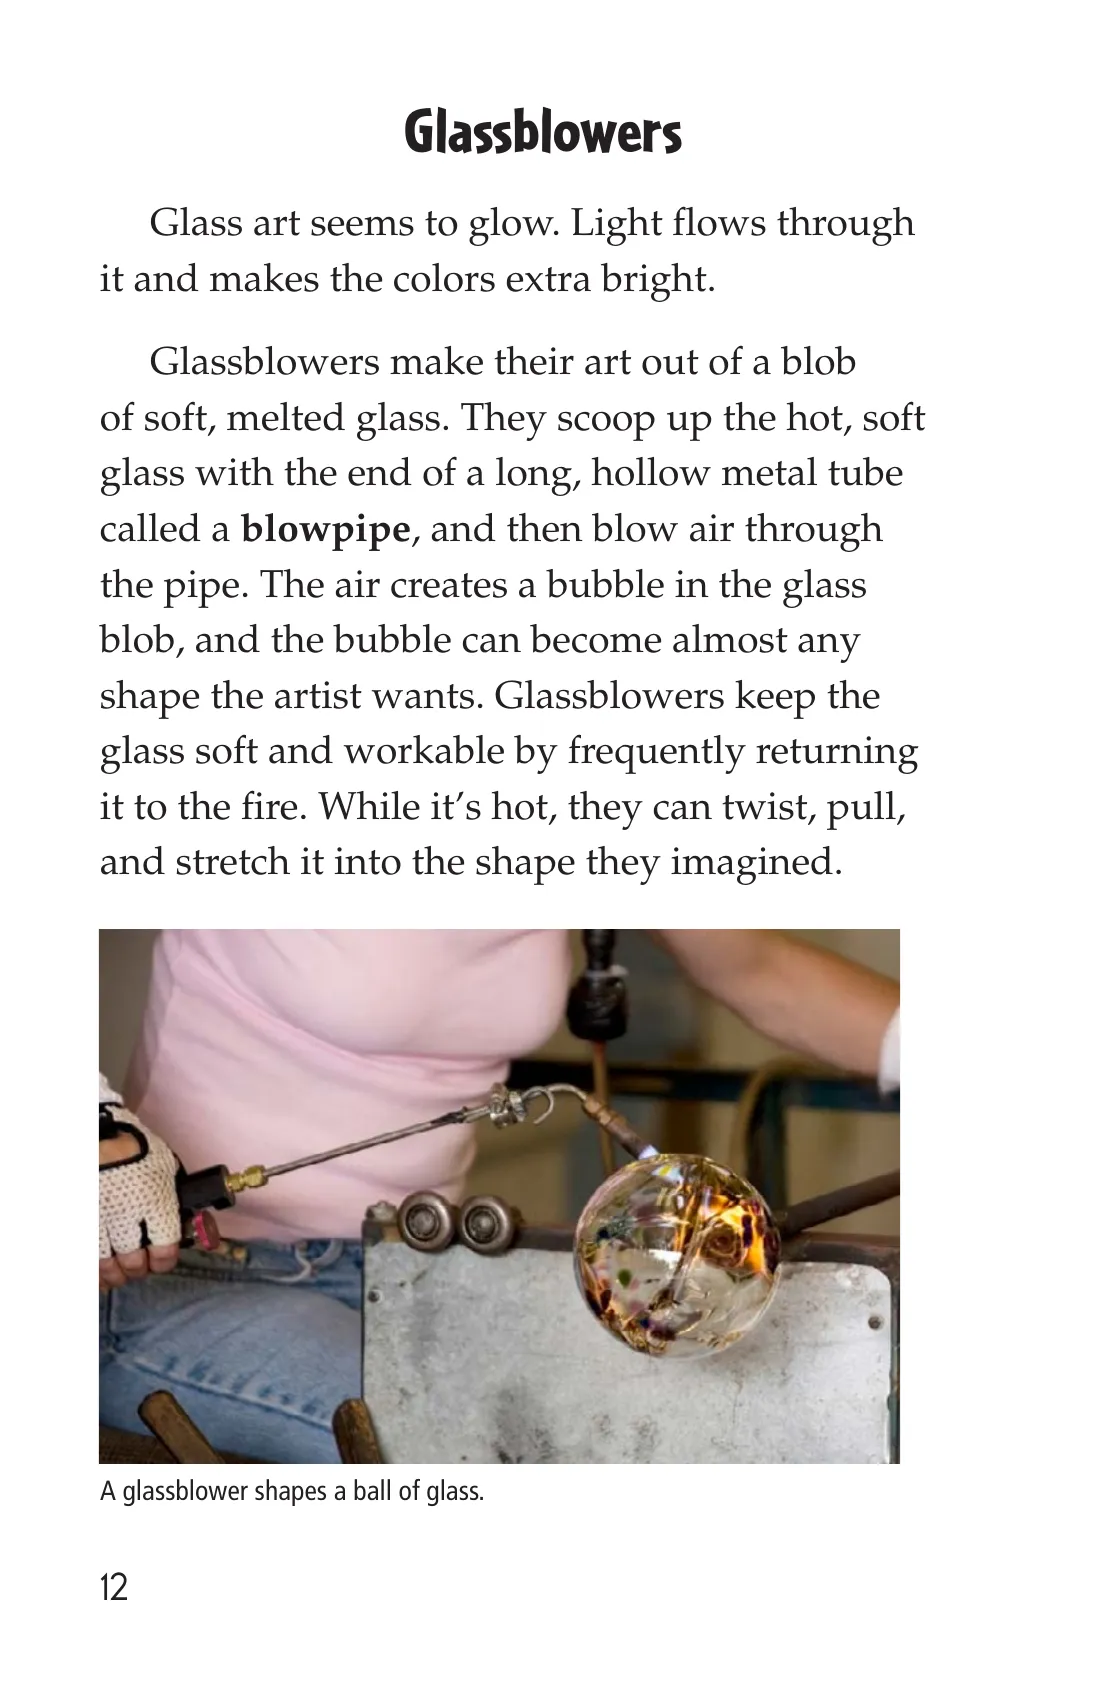 Glassblowers
Glass art seems to glow. Light flows through
it and makes the colors extra bright.
Glassblowers make their art out of a blob
of soft, melted glass. They scoop up the hot, soft
glass with the end of a long, hollow metal tube
called a blowpipe, and then blow air through
the pipe. The air creates a bubble in the glass
blob, and the bubble can become almost any
shape the artist wants. Glassblowers keep the
glass soft and workable by frequently returning
it to the fire. While it’s hot, they can twist, pull,
and stretch it into the shape they imagined.
A glassblower shapes a ball of glass.
12